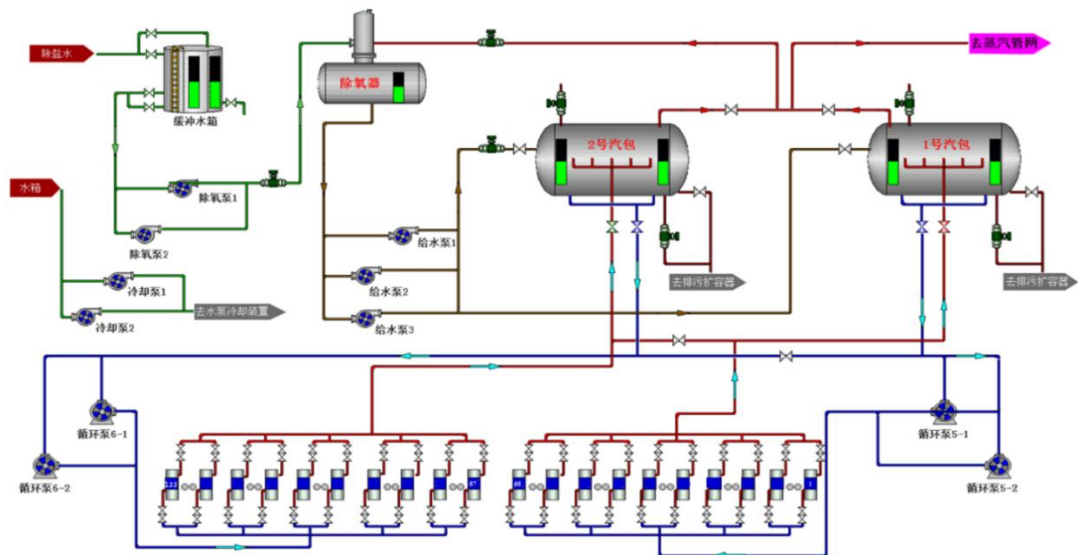 除盐水
缓冲水箱
除氧器
去蒸汽管网
2号汽包
1号汽包
水箱
除氧泵1
除氧泵2
给水泵1
给水泵2
给水泵3
冷却泵1
冷却泵2
去水泵冷却装置
去排污扩容器
去排污扩容器
循环泵6-1
循环泵6-2
循环泵5-1
循环泵5-2
111
67
66
1